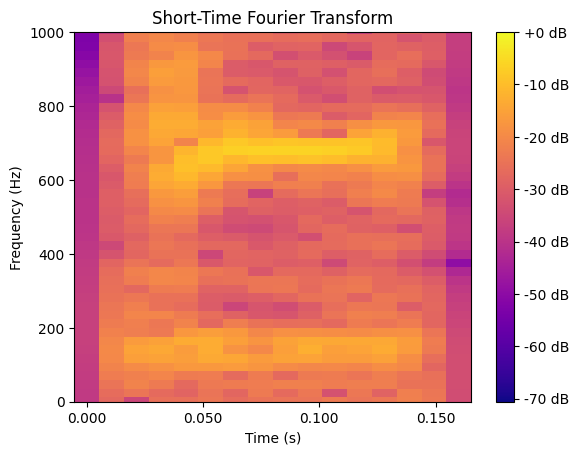 Short-Time Fourier Transform
1000
800
600
400
200
0
Frequency (Hz)
0.000
0.050
0.100
0.150
Time (s)
+0 dB
-10 dB
-20 dB
-30 dB
-40 dB
-50 dB
-60 dB
-70 dB